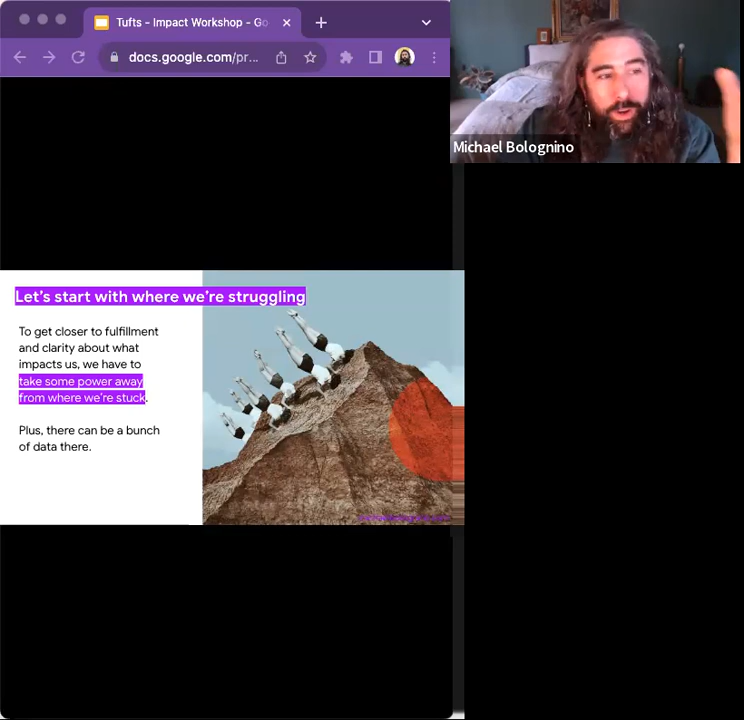 Tufts - Impact Workshop - Go
docs.google.com/pr...
Michael Bolognino
Let's start with where we're struggling
To get closer to fulfillment
and clarity about what
impacts us, we have to
take some power away
from where we're stuck.
Plus, there can be a bunch
of data there.